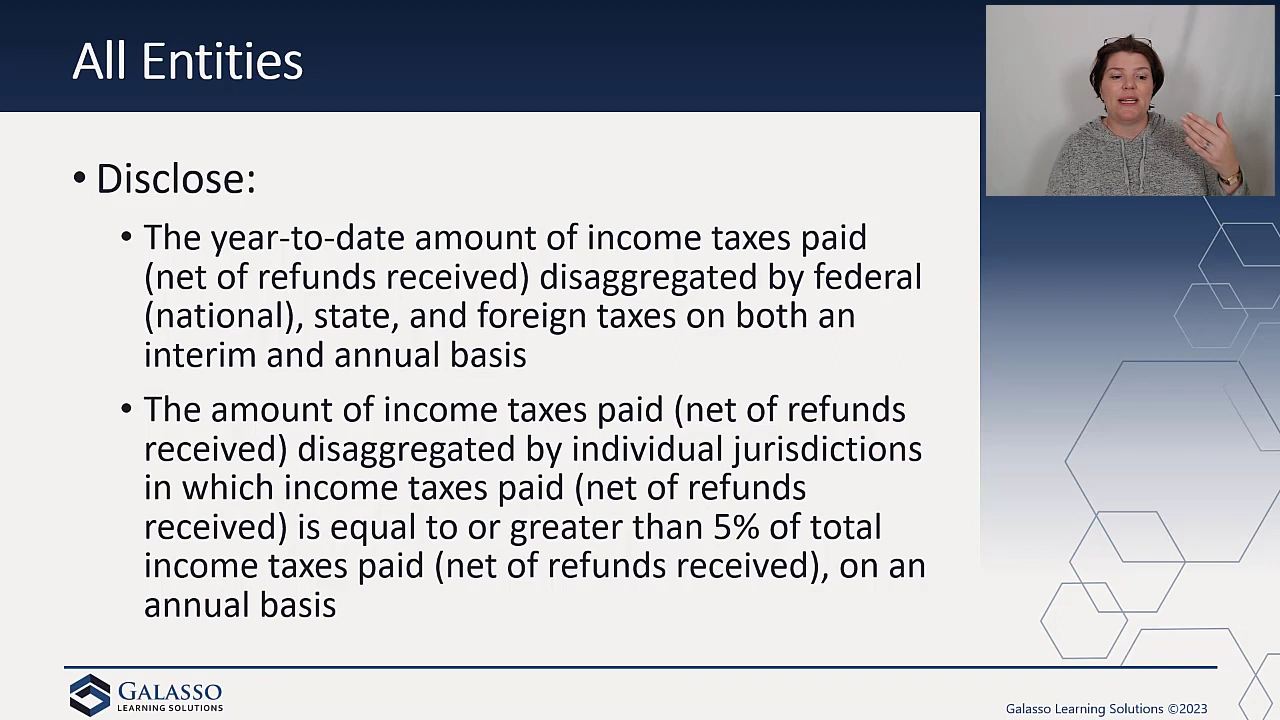 All Entities
• Disclose:
• The year-to-date amount of income taxes paid
(net of refunds received) disaggregated by federal
(national), state, and foreign taxes on both an
interim and annual basis
• The amount of income taxes paid (net of refunds
received) disaggregated by individual jurisdictions
in which income taxes paid (net of refunds
received) is equal to or greater than 5% of total
income taxes paid (net of refunds received), on an
annual basis
GALASSO
LEARNING SOLUTIONS
Galasso Learning Solutions ©2023